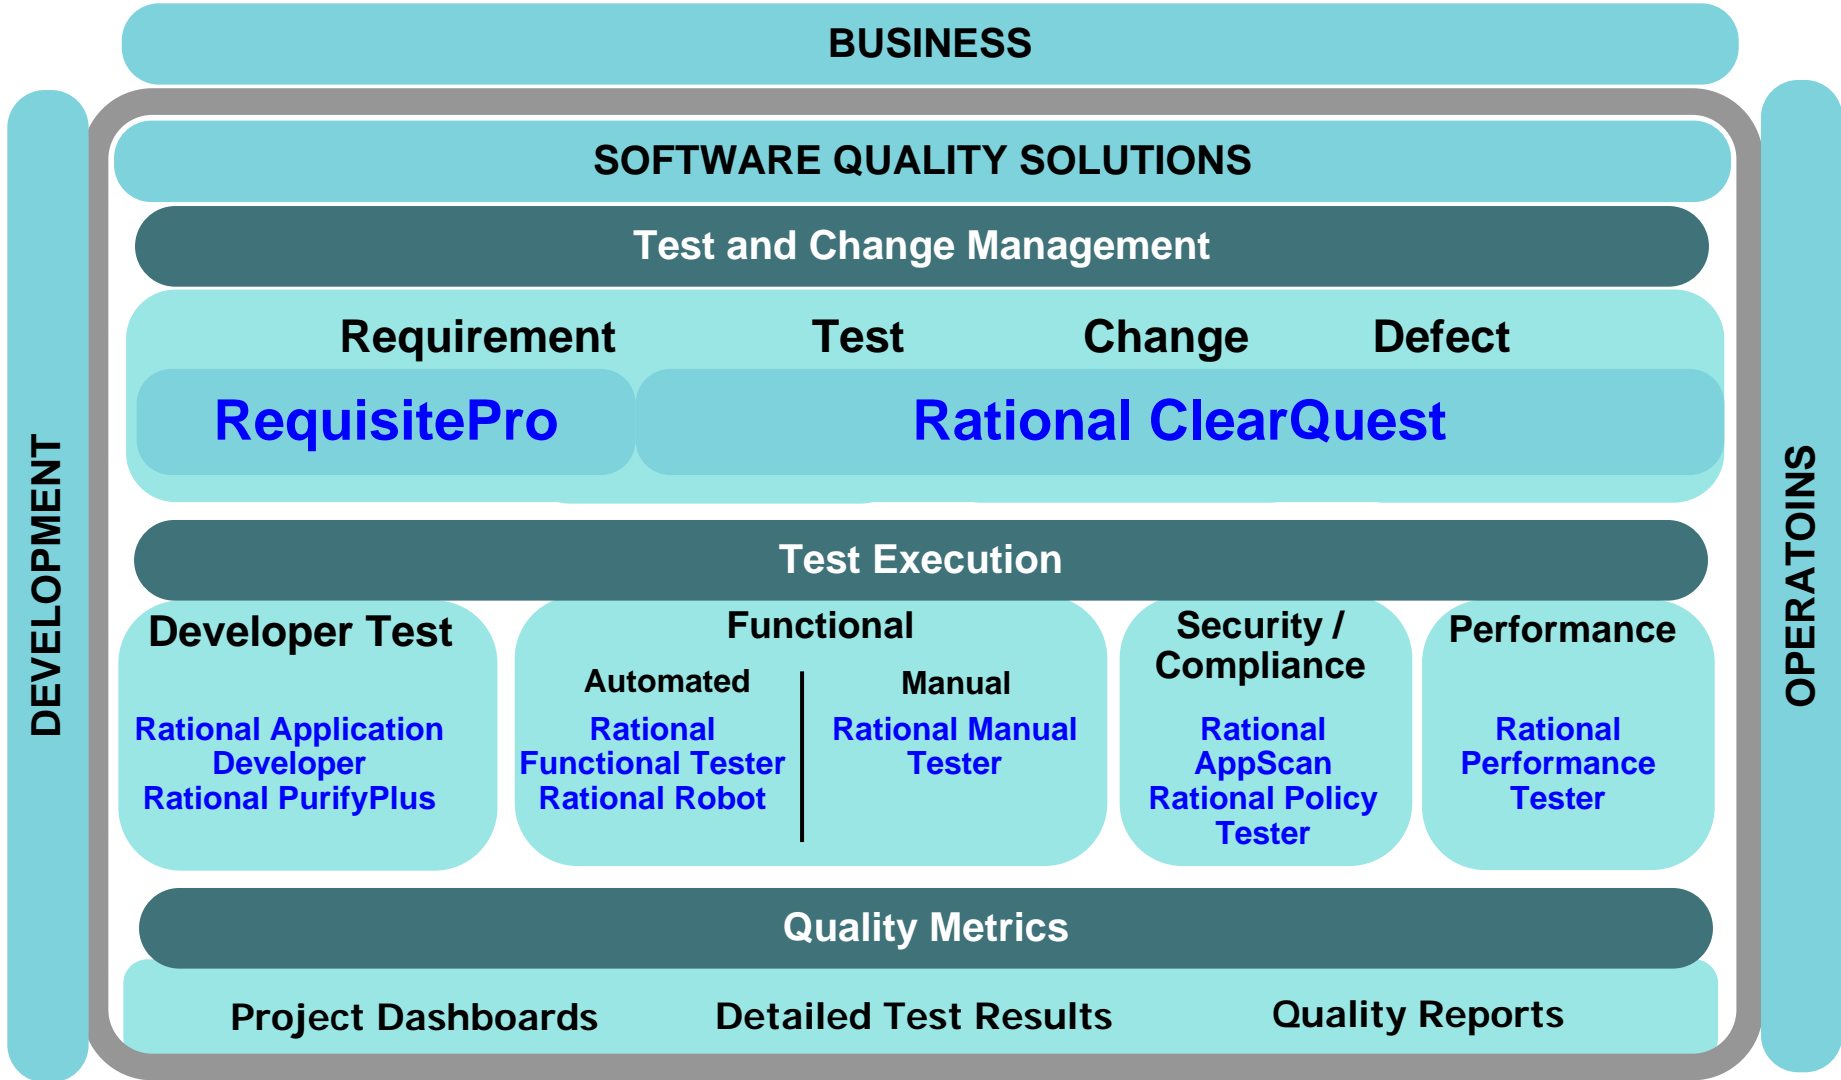 BUSINESS
DEVELOPMENT
SOFTWARE QUALITY SOLUTIONS
Test and Change Management
Requirement Test Change Defect
RequisitePro Rational ClearQuest
Test Execution
Developer Test
Rational Application
Developer
Rational PurifyPlus
Functional
Automated
Rational
Functional Tester
Rational Robot
Manual
Rational Manual
Tester
Security /
Compliance
Rational
AppScan
Rational Policy
Tester
Performance
Rational
Performance
Tester
Quality Metrics
Project Dashboards Detailed Test Results Quality Reports
OPERATOINS